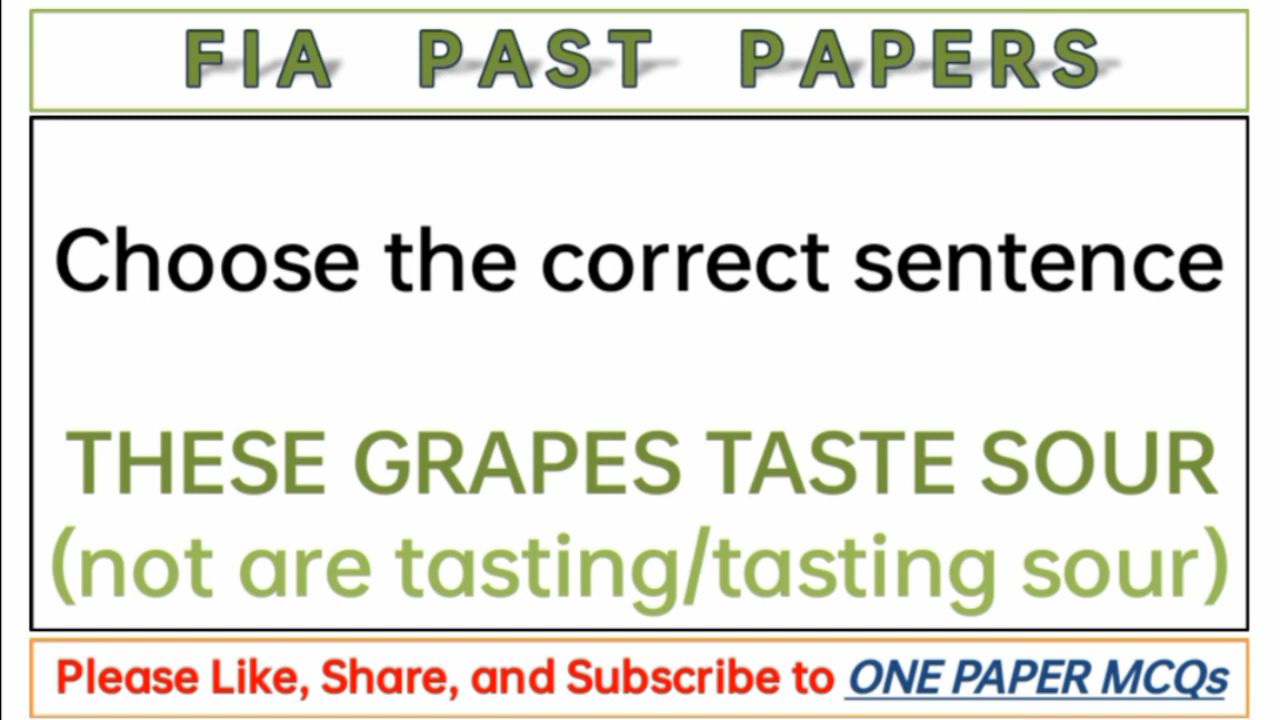 FIA PAST PAPERS
Choose the correct sentence
THESE GRAPES TASTE SOUR
(not are tasting/tasting sour)
Please Like, Share, and Subscribe to ONE PAPER MCQs